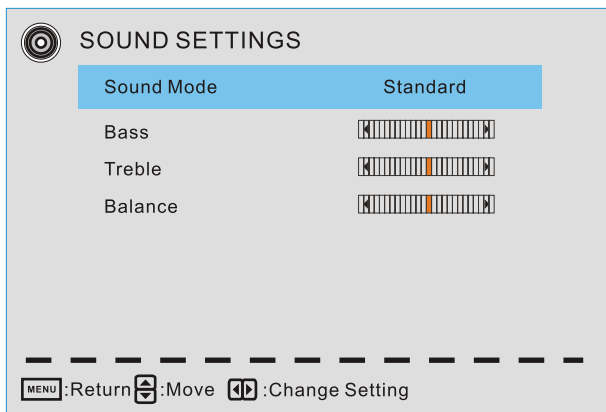 SOUND SETTINGS
Sound Mode Standard
Bass
Treble
Balance
MENU :Return :Move :Change Setting